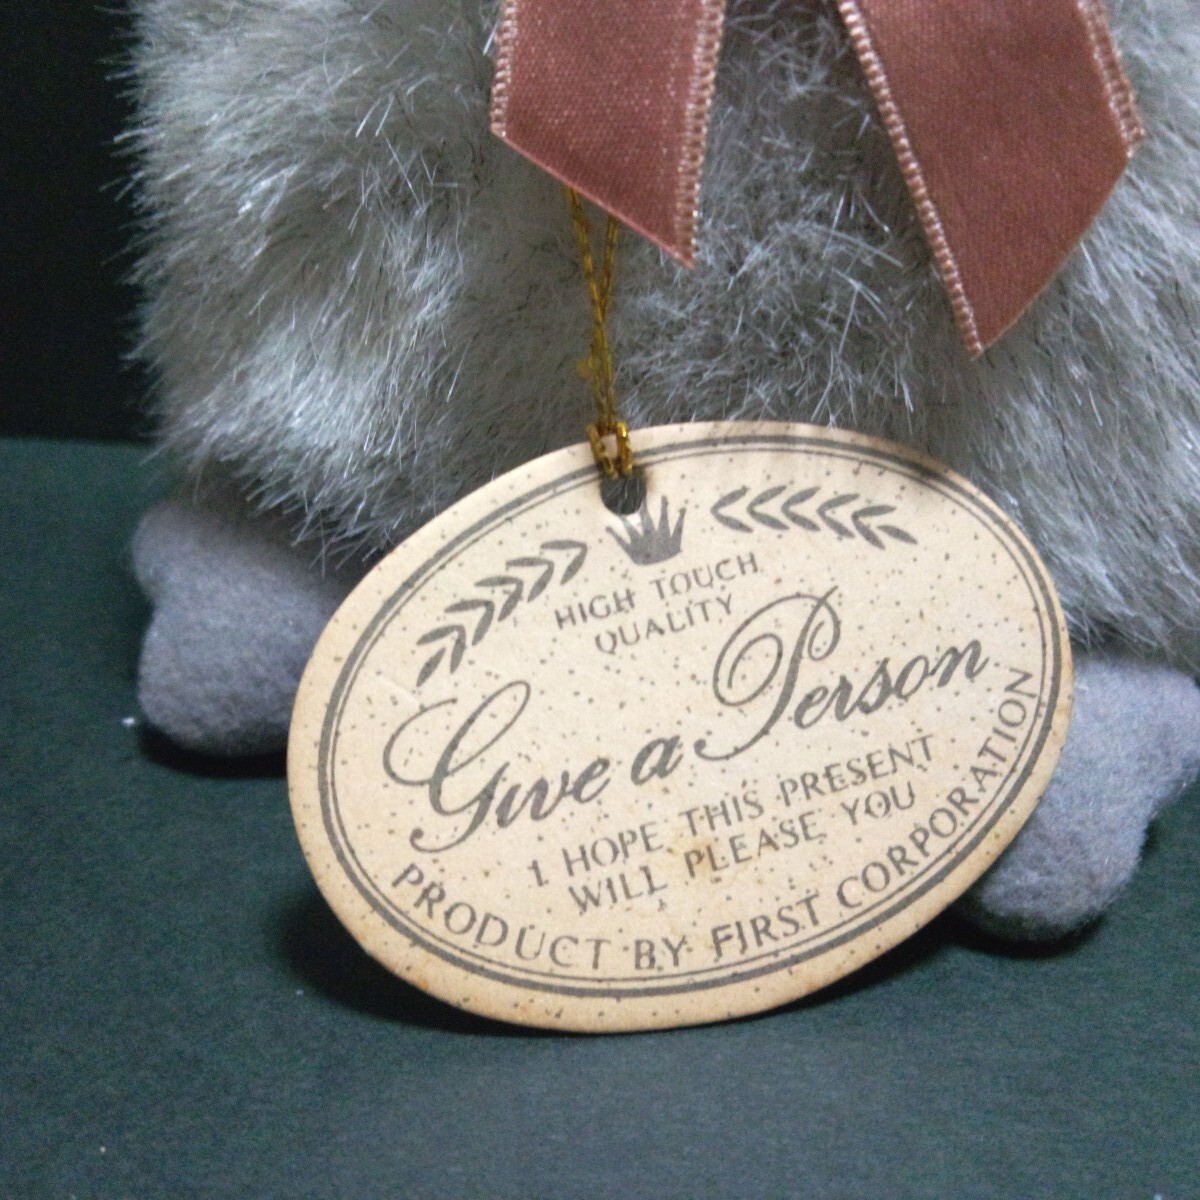 HIGH TOUCH
QUALITY
Give a Person
I HOPE THIS PRESENT
WILL PLEASE YOU
PRODUCT BY FIRST CORPORATION